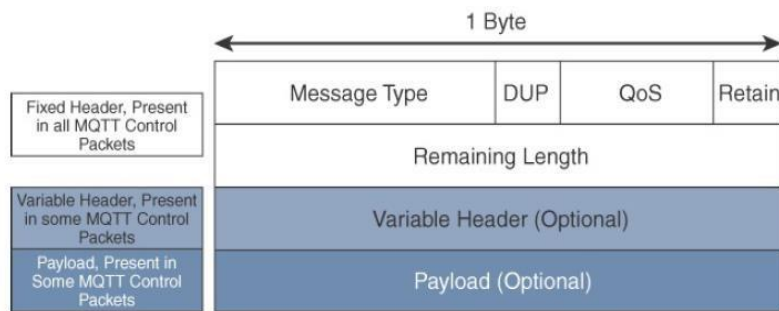 1 Byte
Message Type DUP QoS Retain
Fixed Header, Present
in all MQTT Control
Packets
Remaining Length
Variable Header, Present
in some MQTT Control
Packets
Variable Header (Optional)
Payload, Present in
Some MQTT Control
Packets
Payload (Optional)